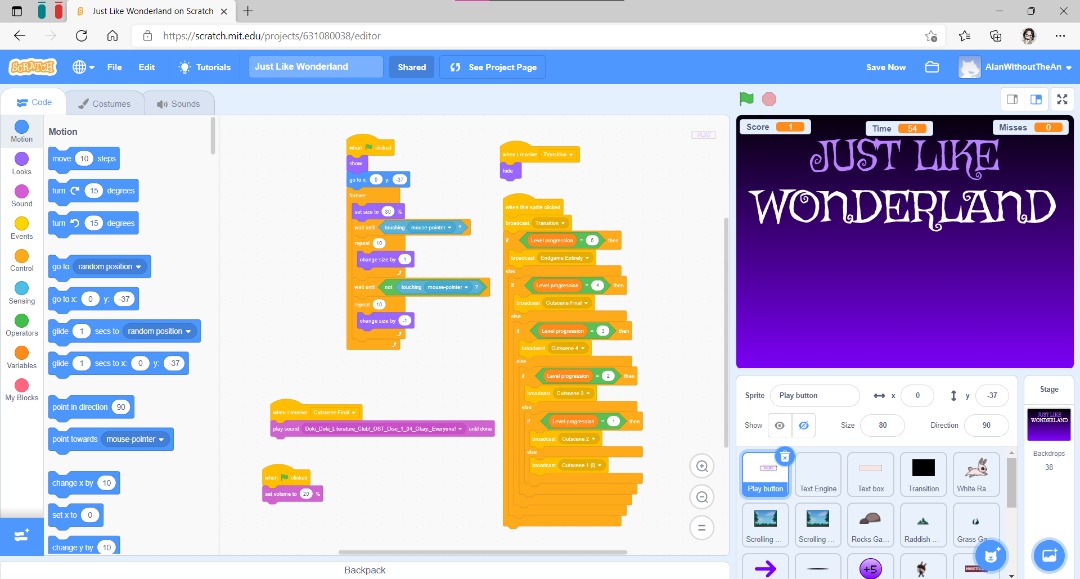 Just Like Wonderland on Scratch
https://scratch.mit.edu/projects/631080038/editor
SCRATCH
File
Edit
Tutorials
Just Like Wonderland
Shared
See Project Page
Save Now
AlanWithoutTheAn
Code
Costumes
Sounds
Motion
Looks
Sound
Events
Control
Sensing
Operators
Variables
My Blocks
Motion
move 10 steps
turn 15 degrees
turn 15 degrees
go to random position
go to x: 0 y: -37
glide 1 secs to random position
glide 1 secs to x: 0 y: -37
point in direction 90
point towards mouse-pointer
change x by 10
set x to 0
change y by 10
when clicked
show
go to x: 0 y: -37
forever
set size to 80 %
wait until touching mouse-pointer ?
repeat 10
change size by 1
wait until not touching mouse-pointer ?
repeat 10
change size by -1
when I receive Cutscene Final
play sound Doki_Doki_Literature_Club!_OST_Disc_1_04_Okay_Everyone! until done
when clicked
set volume to 20 %
when I receive Transition
hide
when this sprite clicked
broadcast Transition
if Level progression = 6 then
broadcast Endgame Entirely
else
if Level progression = 4 then
broadcast Cutscene Final
else
if Level progression = 3 then
broadcast Cutscene 4
else
if Level progression = 2 then
broadcast Cutscene 3
else
if Level progression = 1 then
broadcast Cutscene 2
else
broadcast Cutscene 1
PLAY
Score 1
Time 54
Misses 0
JUST LIKE
WONDERLAND
Sprite
Play button
x 0
y -37
Show
Size 80
Direction 90
Stage
JUST LIKE
WONDERLAND
Backdrops
38
Play button
Text Engine
Text box
Transition
White Ra...
Scrolling ...
Scrolling ...
Rocks Ga...
Raddish ...
Grass Ga...
+5
Backpack